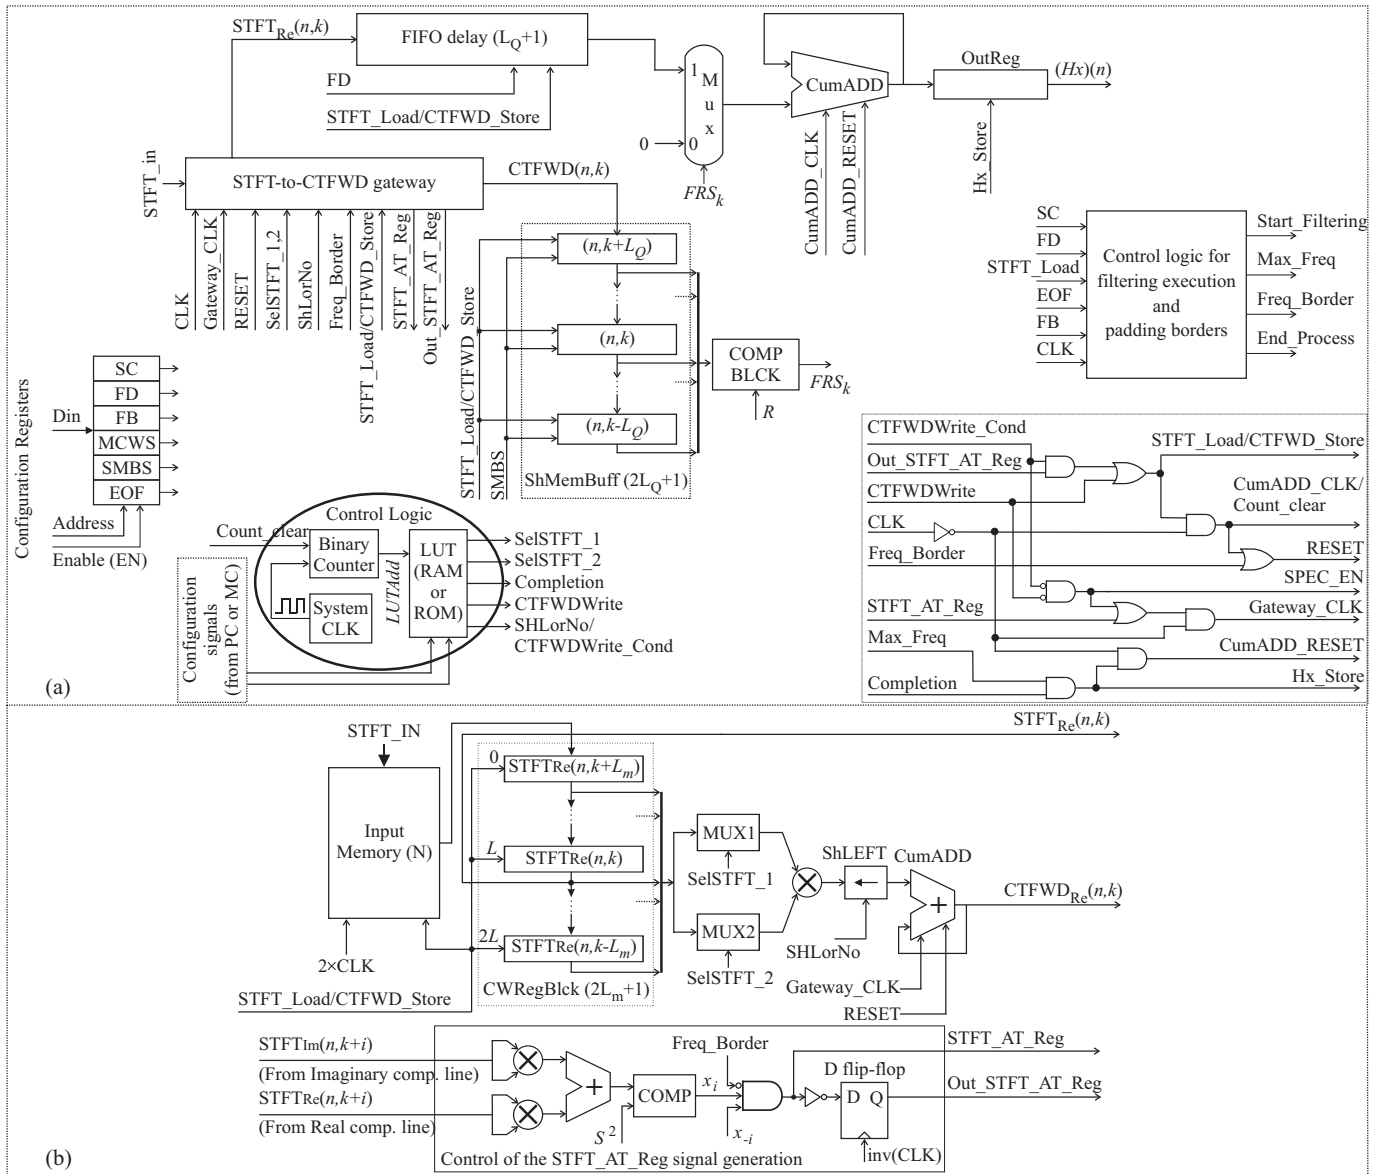 STFT_Re(n,k)
FIFO delay (L_Q+1)
FD
STFT_Load/CTFWD_Store
1
M
u
x
0
0
FRS_k
CumADD
CumADD_CLK
CumADD_RESET
OutReg
(Hx)(n)
Hx_Store
STFT_in
STFT-to-CTFWD gateway
CTFWD(n,k)
CLK
Gateway_CLK
RESET
SelSTFT_1,2
ShLorNo
Freq_Border
STFT_Load/CTFWD_Store
STFT_AT_Reg
Out_STFT_AT_Reg
(n,k+L_Q)
(n,k)
(n,k-L_Q)
STFT_Load/CTFWD_Store
SMBS
ShMemBuff (2L_Q+1)
COMP
BLCK
R
FRS_k
SC
FD
STFT_Load
EOF
FB
CLK
Control logic for
filtering execution
and
padding borders
Start_Filtering
Max_Freq
Freq_Border
End_Process
Configuration Registers
Din
SC
FD
FB
MCWS
SMBS
EOF
Address
Enable (EN)
Control Logic
Count_clear
Binary
Counter
System
CLK
LUTAdd
LUT
(RAM
or
ROM)
SelSTFT_1
SelSTFT_2
Completion
CTFWDWrite
SHLorNo/
CTFWDWrite_Cond
Configuration
signals
(from PC or MC)
CTFWDWrite_Cond
Out_STFT_AT_Reg
CTFWDWrite
CLK
Freq_Border
STFT_AT_Reg
Max_Freq
Completion
STFT_Load/CTFWD_Store
CumADD_CLK/
Count_clear
RESET
SPEC_EN
Gateway_CLK
CumADD_RESET
Hx_Store
(a)
STFT_IN
Input
Memory (N)
2×CLK
STFT_Load/CTFWD_Store
0
STFTRe(n,k+L_m)
L
STFTRe(n,k)
2L
STFTRe(n,k-L_m)
CWRegBlck (2L_m+1)
STFT_Re(n,k)
MUX1
SelSTFT_1
MUX2
SelSTFT_2
ShLEFT
SHLorNo
CumADD
+
Gateway_CLK
RESET
CTFWD_Re(n,k)
STFTIm(n,k+i)
(From Imaginary comp. line)
STFTRe(n,k+i)
(From Real comp. line)
+
COMP
S^2
x_i
Freq_Border
x_-i
D flip-flop
D Q
inv(CLK)
STFT_AT_Reg
Out_STFT_AT_Reg
Control of the STFT_AT_Reg signal generation
(b)